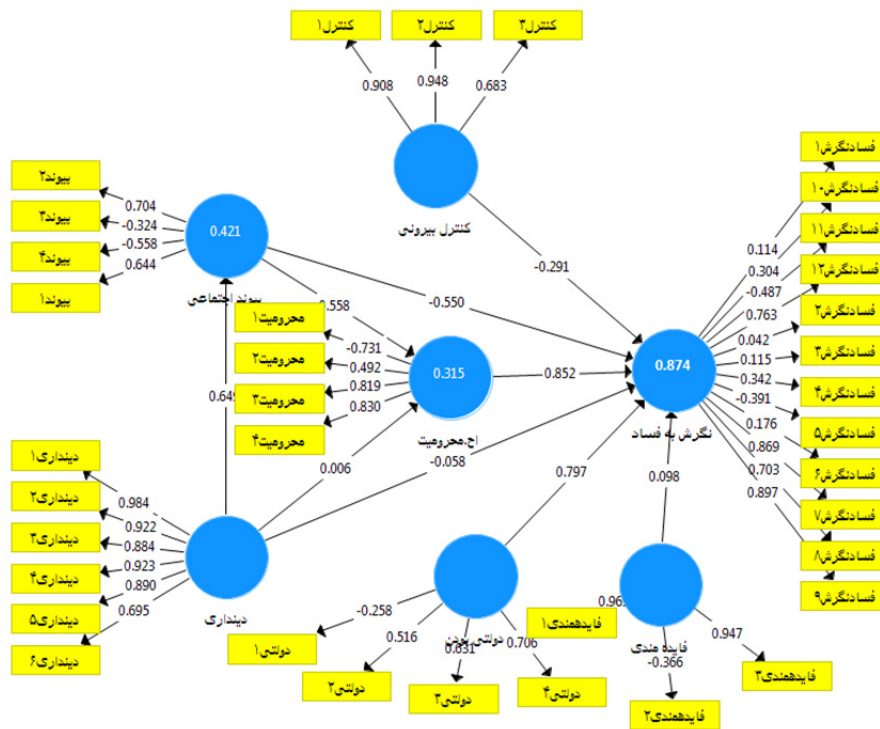 کنترل۱
کنترل۲
کنترل۳
0.908
0.948
0.683
کنترل بیرونی
-0.291
پیوند۲
پیوند۳
پیوند۴
پیوند۱
0.704
-0.324
-0.558
0.644
0.421
پیوند اجتماعی
-0.550
محرومیت۱
محرومیت۲
محرومیت۳
محرومیت۴
-0.731
0.492
0.819
0.830
0.315
اح.محرومیت
0.852
0.006
-0.058
دینداری۱
دینداری۲
دینداری۳
دینداری۴
دینداری۵
دینداری۶
0.984
0.922
0.884
0.923
0.890
0.695
دینداری
0.874
نگرش به فساد
فسادنگرش۱
فسادنگرش۱۰
فسادنگرش۱۱
فسادنگرش۱۲
فسادنگرش۲
فسادنگرش۳
فسادنگرش۴
فسادنگرش۵
فسادنگرش۶
فسادنگرش۷
فسادنگرش۸
فسادنگرش۹
0.114
0.304
-0.487
0.763
0.042
0.115
0.342
-0.391
0.176
0.869
0.703
0.897
0.797
0.098
دولتی بودن
-0.258
0.516
0.706
دولتی۱
دولتی۲
دولتی۳
دولتی۴
فایده مندی
-0.366
0.947
فایدهمندی۱
فایدهمندی۲
فایدهمندی۳